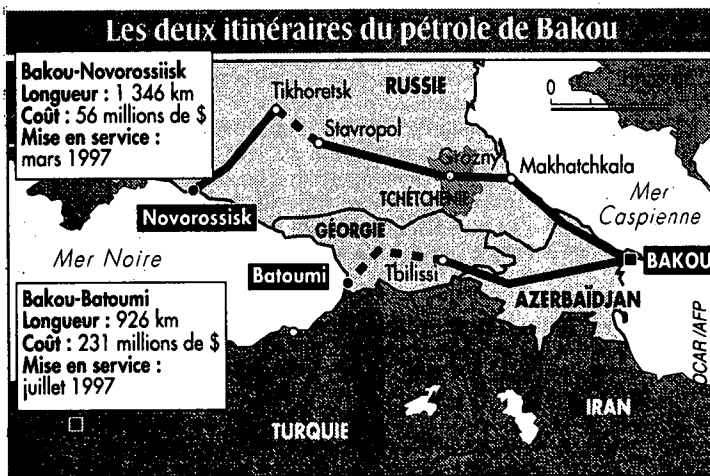 Les deux itinéraires du pétrole de Bakou
Bakou-Novorossiisk
Longueur : 1 346 km
Coût : 56 millions de $
Mise en service :
mars 1997
RUSSIE
0
Tikhoretsk
Stavropol
Grozny
Makhatchkala
TCHÉTCHÉNIE
Mer
Caspienne
Novorossisk
GÉORGIE
Mer Noire
Batoumi
Tbilissi
BAKOU
AZERBAÏDJAN
Bakou-Batoumi
Longueur : 926 km
Coût : 231 millions de $
Mise en service :
juillet 1997
TURQUIE
IRAN
OCAR/AFP